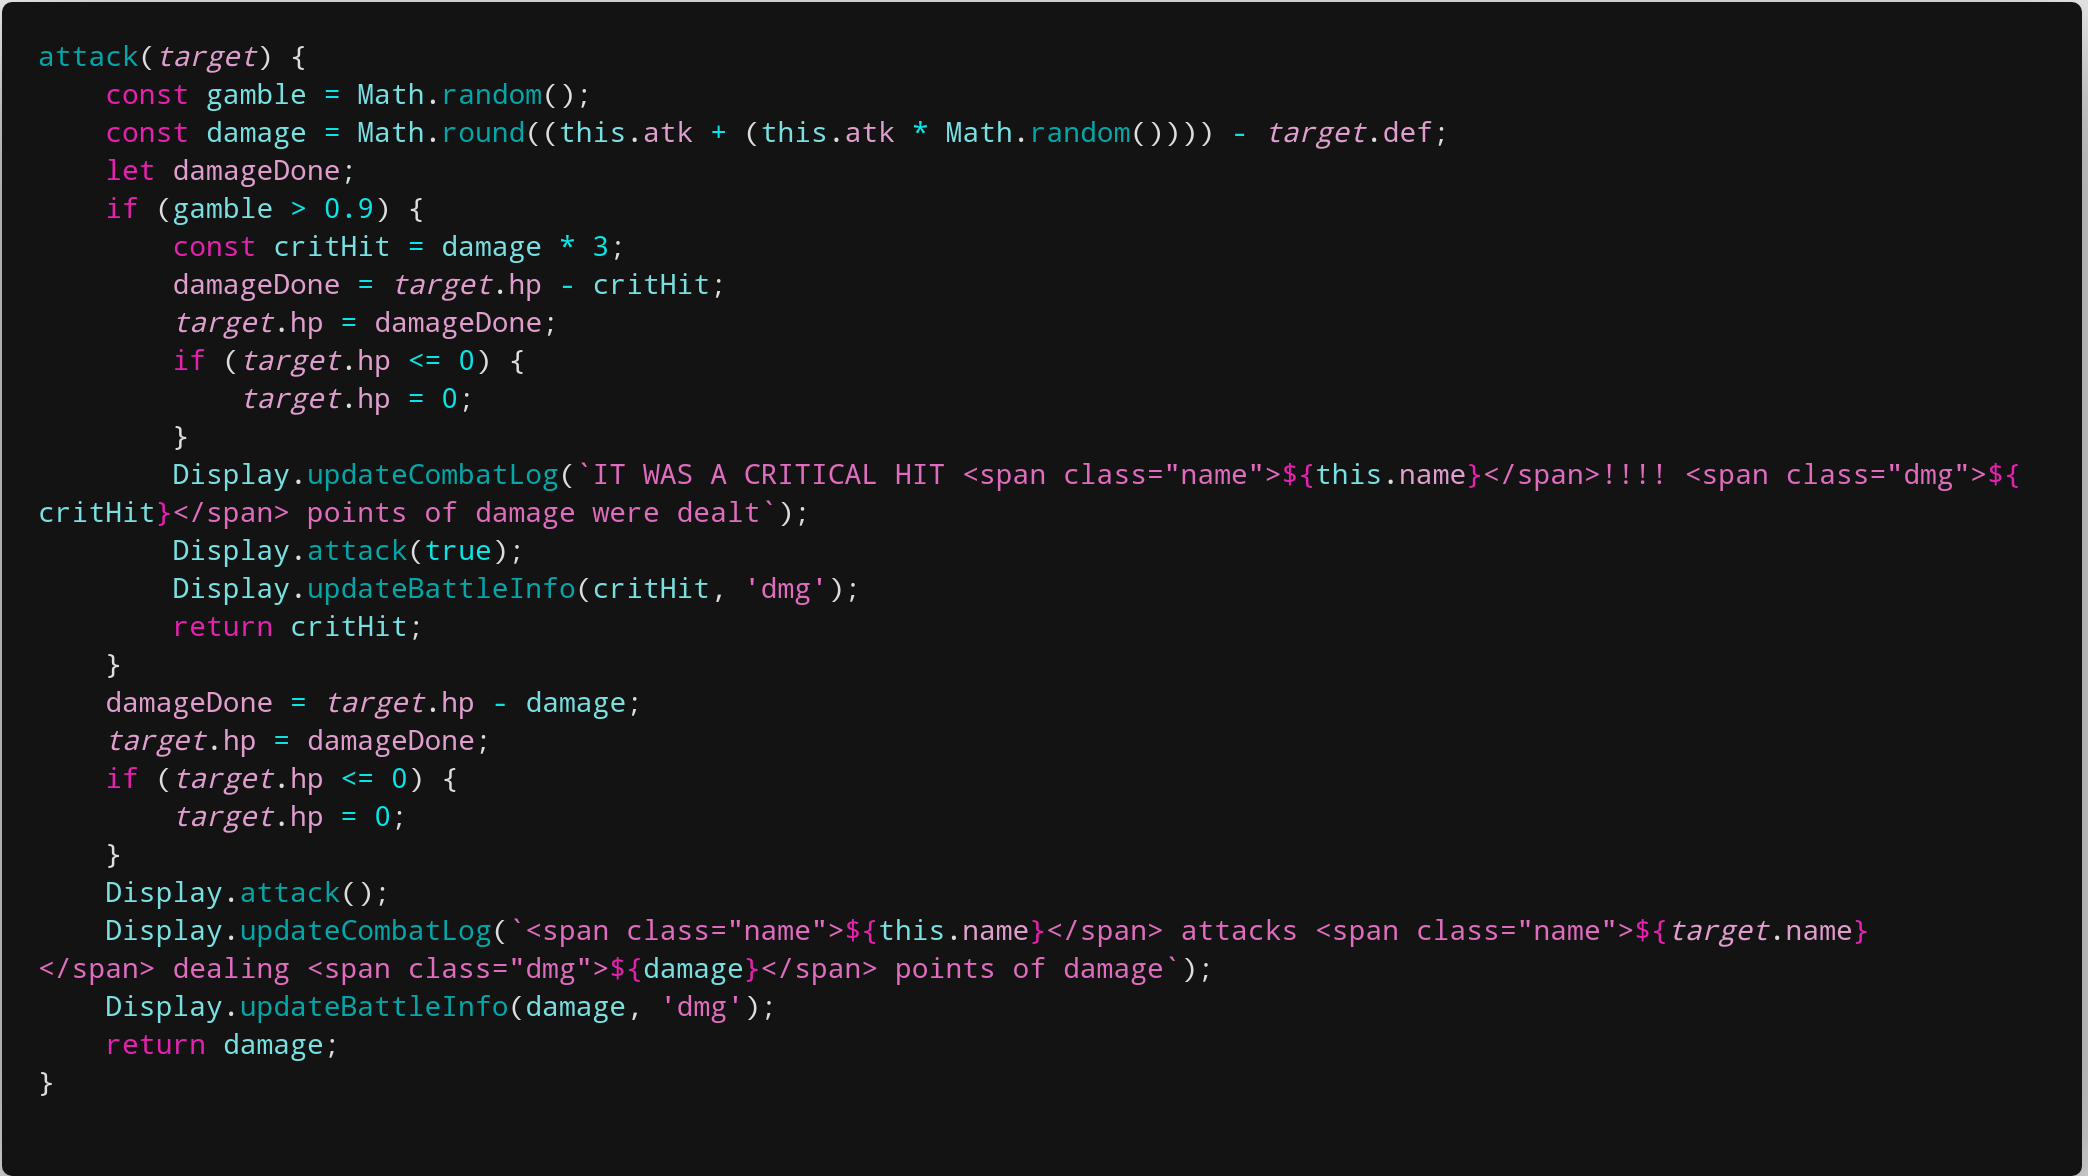 attack(target) {
    const gamble = Math.random();
    const damage = Math.round((this.atk + (this.atk * Math.random()))) - target.def;
    let damageDone;
    if (gamble > 0.9) {
        const critHit = damage * 3;
        damageDone = target.hp - critHit;
        target.hp = damageDone;
        if (target.hp <= 0) {
            target.hp = 0;
        }
        Display.updateCombatLog(`IT WAS A CRITICAL HIT <span class="name">${this.name}</span>!!!! <span class="dmg">${
critHit}</span> points of damage were dealt`);
        Display.attack(true);
        Display.updateBattleInfo(critHit, 'dmg');
        return critHit;
    }
    damageDone = target.hp - damage;
    target.hp = damageDone;
    if (target.hp <= 0) {
        target.hp = 0;
    }
    Display.attack();
    Display.updateCombatLog(`<span class="name">${this.name}</span> attacks <span class="name">${target.name}
</span> dealing <span class="dmg">${damage}</span> points of damage`);
    Display.updateBattleInfo(damage, 'dmg');
    return damage;
}